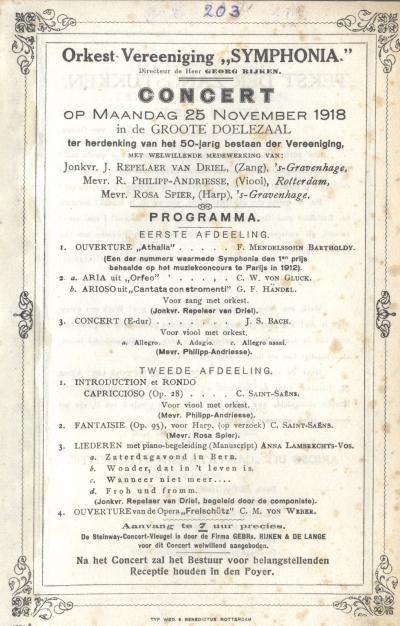 203
Orkest-Vereeniging „SYMPHONIA.”
Directeur de Heer GEORG RIJKEN.
CONCERT
OP MAANDAG 25 NOVEMBER 1918
in de GROOTE DOELEZAAL
ter herdenking van het 50-jarig bestaan der Vereeniging,
MET WELWILLENDE MEDEWERKING VAN:
Jonkvr. J. REPELAER VAN DRIEL, (Zang), 's-Gravenhage,
Mevr. R. PHILIPP-ANDRIESSE, (Viool), Rotterdam,
Mevr. ROSA SPIER, (Harp), 's-Gravenhage.
PROGRAMMA.
EERSTE AFDEELING.
1. OUVERTURE „Athalia” . . . . . F. MENDELSSOHN BARTHOLDY.
(Een der nummers waarmede Symphonia den 1en prijs
behaalde op het muziekconcours te Parijs in 1912).
2. a. ARIA uit „Orfeo” . . . . , . C. W. VON GLUCK.
b. ARIOSO uit „Cantata con stromenti” G. F. HÄNDEL.
Voor zang met orkest.
(Jonkvr. Repelaer van Driel).
3. CONCERT (E-dur) . . . . . . . J. S. BACH.
Voor viool met orkest.
a. Allegro. b. Adagio. c. Allegro assai.
(Mevr. Philipp-Andriesse).
TWEEDE AFDEELING.
1. INTRODUCTION et RONDO
CAPRICCIOSO (Op. 28) . . . . C. SAINT-SAËNS.
Voor viool met orkest.
(Mevr. Philipp-Andriesse).
2. FANTAISIE (Op. 95), voor Harp, (op verzoek) C. SAINT-SAËNS.
(Mevr. Rosa Spier).
3. LIEDEREN met piano-begeleiding (Manuscript) ANNA LAMBRECHTS-VOS.
a. Zaterdagavond in Bern.
b. Wonder, dat in 't leven is.
c. Wanneer niet meer....
d. Froh und fromm.
(Jonkvr. Repelaer van Driel, begeleid door de componiste).
4. OUVERTURE van de Opera „Freischütz” C. M. VON WEBER.
Aanvang te 7 uur precies.
De Steinway-Concert-Vleugel is door de Firma GEBRs. RIJKEN & DE LANGE
voor dit Concert welwillend aangeboden.
Na het Concert zal het Bestuur voor belangstellenden
Receptie houden in den Foyer.
TYP. WED. B. BENEDICTUS, ROTTERDAM